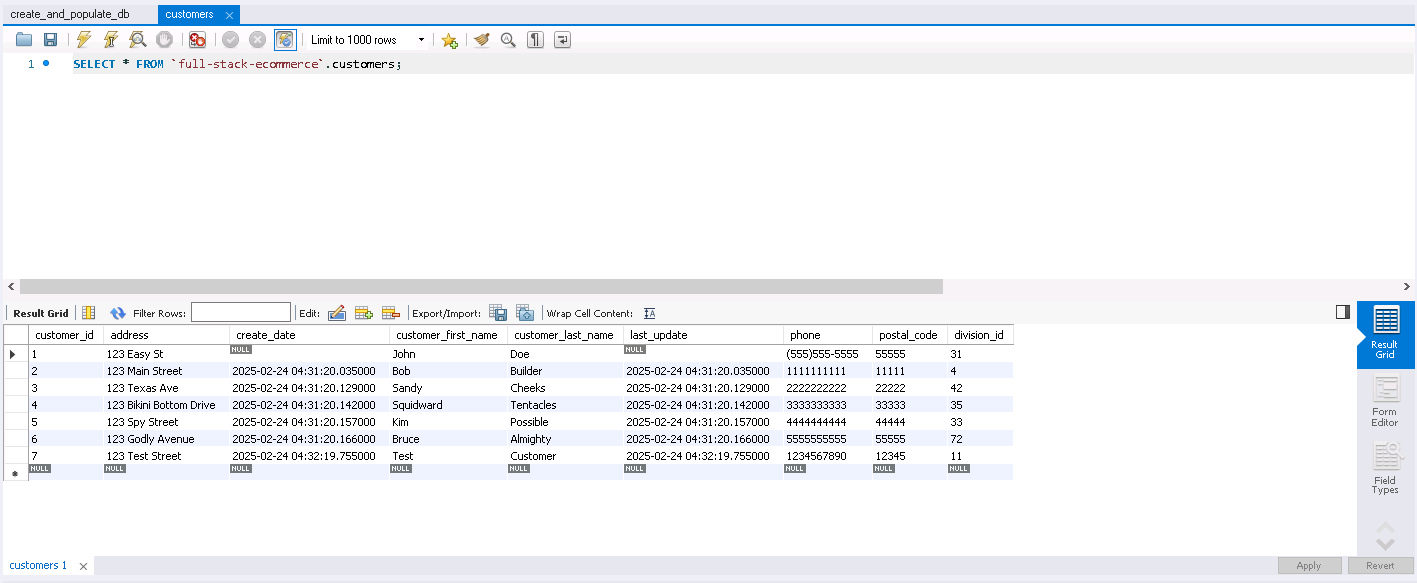 create_and_populate_db customers
Limit to 1000 rows
1 SELECT * FROM `full-stack-ecommerce`.customers;
Result Grid Filter Rows: Edit: Export/Import: Wrap Cell Content:
customer_id address create_date customer_first_name customer_last_name last_update phone postal_code division_id
1 123 Easy St NULL John Doe NULL (555)555-5555 55555 31
2 123 Main Street 2025-02-24 04:31:20.035000 Bob Builder 2025-02-24 04:31:20.035000 1111111111 11111 4
3 123 Texas Ave 2025-02-24 04:31:20.129000 Sandy Cheeks 2025-02-24 04:31:20.129000 2222222222 22222 42
4 123 Bikini Bottom Drive 2025-02-24 04:31:20.142000 Squidward Tentacles 2025-02-24 04:31:20.142000 3333333333 33333 35
5 123 Spy Street 2025-02-24 04:31:20.157000 Kim Possible 2025-02-24 04:31:20.157000 4444444444 44444 33
6 123 Godly Avenue 2025-02-24 04:31:20.166000 Bruce Almighty 2025-02-24 04:31:20.166000 5555555555 55555 72
7 123 Test Street 2025-02-24 04:32:19.755000 Test Customer 2025-02-24 04:32:19.755000 1234567890 12345 11
NULL NULL NULL NULL NULL NULL NULL NULL NULL
Result
Grid
Form
Editor
Field
Types
customers 1 Apply Revert